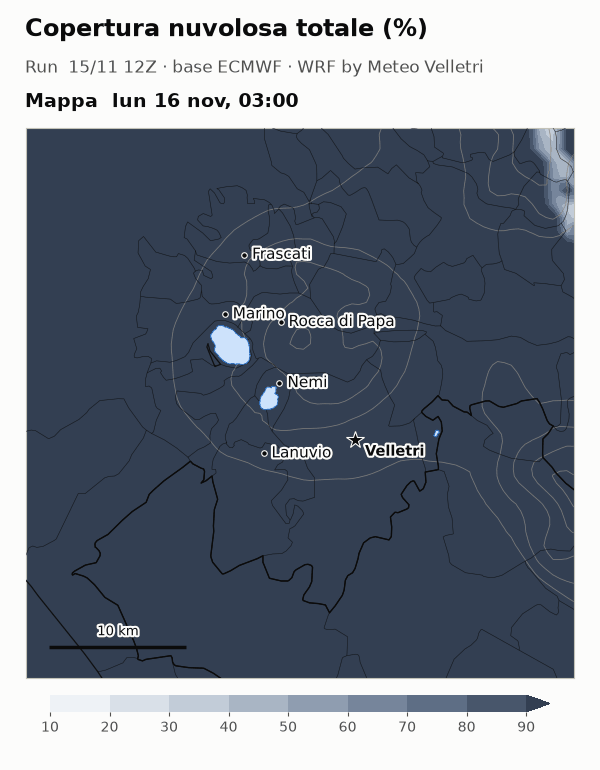 Copertura nuvolosa totale (%)
Run  15/11 12Z · base ECMWF · WRF by Meteo Velletri
Mappa  lun 16 nov, 03:00
Frascati
Marino
Rocca di Papa
Nemi
Velletri
Lanuvio
10 km
10 20 30 40 50 60 70 80 90